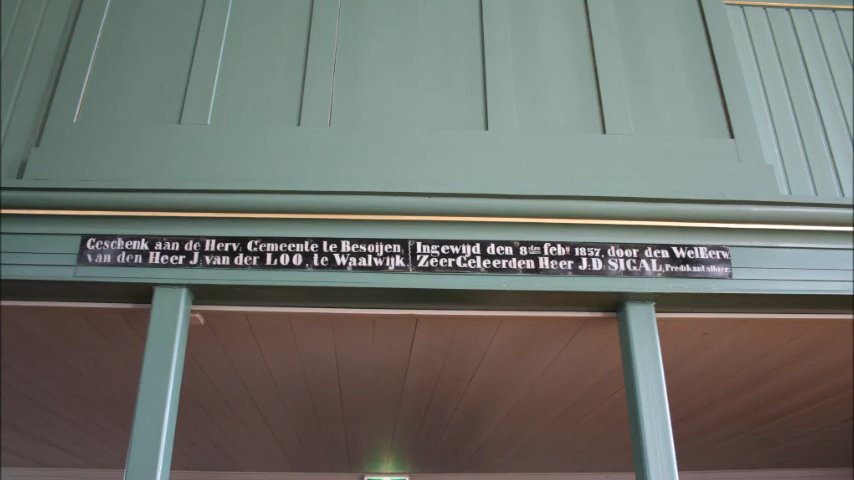 Geschenk aan de Herv. Gemeente te Besoijen,
van den Heer J. van der LOO, te Waalwijk.
Ingewijd den 8sten febr 1857, door den WelEerw.
ZeerGeleerden Heer J.D. SIGAL, Predikant alhier.